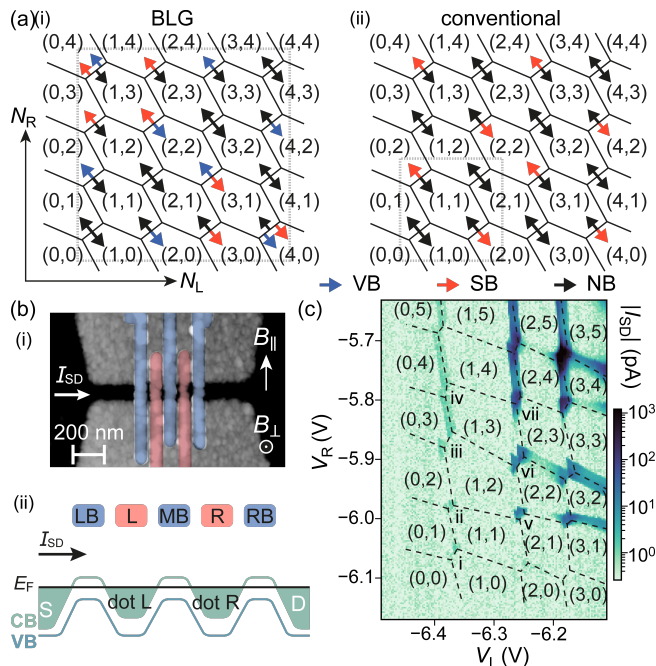 (a)(i) BLG (ii) conventional
(0,4) (1,4) (2,4) (3,4) (4,4) (0,4) (1,4) (2,4) (3,4) (4,4)
(0,3) (1,3) (2,3) (3,3) (4,3) (0,3) (1,3) (2,3) (3,3) (4,3)
N_R
(0,2) (1,2) (2,2) (3,2) (4,2) (0,2) (1,2) (2,2) (3,2) (4,2)
(0,1) (1,1) (2,1) (3,1) (4,1) (0,1) (1,1) (2,1) (3,1) (4,1)
(0,0) (1,0) (2,0) (3,0) (4,0) (0,0) (1,0) (2,0) (3,0) (4,0)
N_L
VB SB NB
(b)
(i)
I_SD
B_∥
B_⊥
200 nm
(ii)
LB L MB R RB
I_SD
E_F
S dot L dot R D
CB
VB
(c)
(0,5) (1,5) (2,5) (3,5)
(0,4) (1,4) (2,4) (3,4)
iv vii
(0,3) (1,3) (2,3) (3,3)
iii vi
(0,2) (1,2) (2,2) (3,2)
ii v
(0,1) (1,1) (2,1) (3,1)
i
(0,0) (1,0) (2,0) (3,0)
V_R (V)
−5.7
−5.8
−5.9
−6.0
−6.1
−6.4 −6.3 −6.2
V_L (V)
|I_SD| (pA)
10³
10²
10¹
10⁰